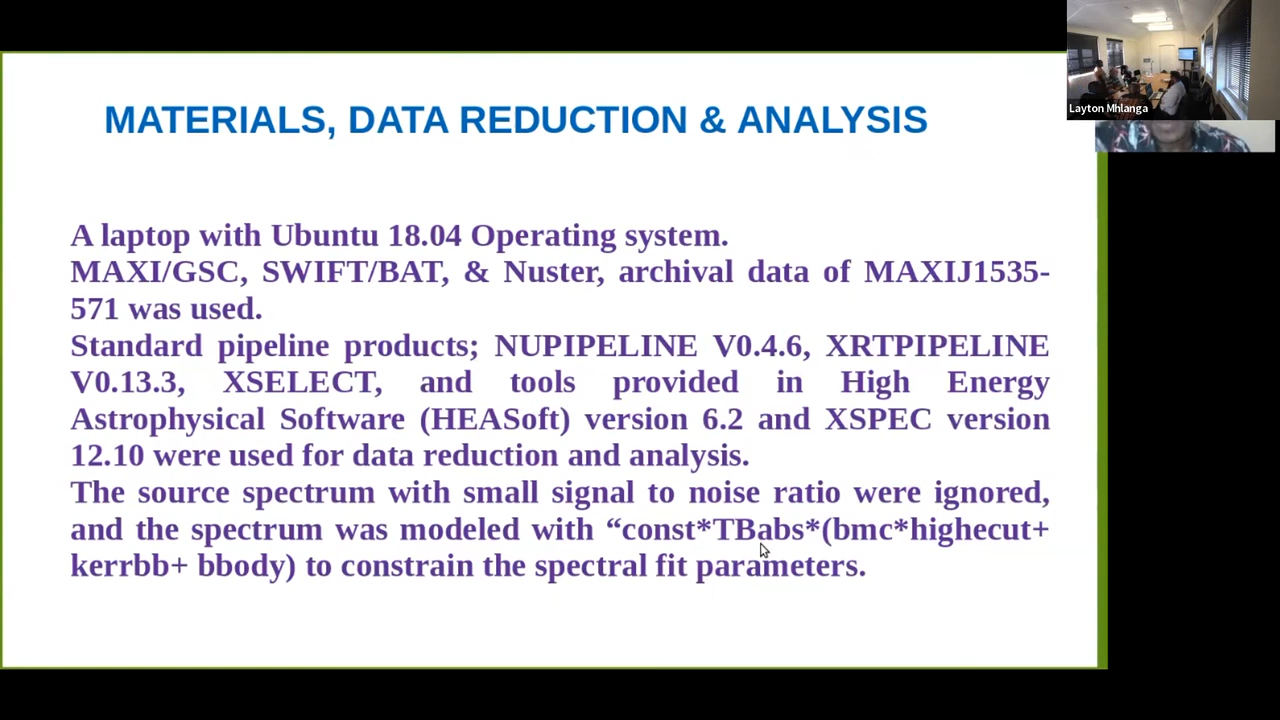 MATERIALS, DATA REDUCTION & ANALYSIS
Layton Mhlanga
A laptop with Ubuntu 18.04 Operating system.
MAXI/GSC, SWIFT/BAT, & Nuster, archival data of MAXIJ1535-
571 was used.
Standard pipeline products; NUPIPELINE V0.4.6, XRTPIPELINE
V0.13.3, XSELECT, and tools provided in High Energy
Astrophysical Software (HEASoft) version 6.2 and XSPEC version
12.10 were used for data reduction and analysis.
The source spectrum with small signal to noise ratio were ignored,
and the spectrum was modeled with “const*TBabs*(bmc*highecut+
kerrbb+ bbody) to constrain the spectral fit parameters.